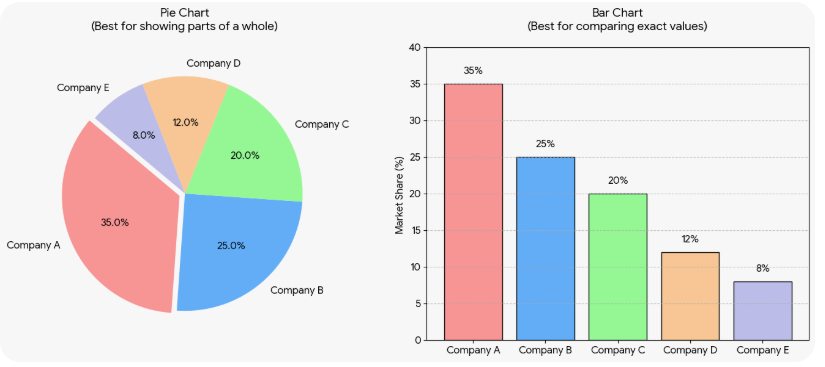 Pie Chart
(Best for showing parts of a whole)
Company D
Company E
12.0%
8.0%
Company C
20.0%
35.0%
Company A
25.0%
Company B
Bar Chart
(Best for comparing exact values)
Market Share (%)
40
35
30
25
20
15
10
5
0
35%
25%
20%
12%
8%
Company A
Company B
Company C
Company D
Company E